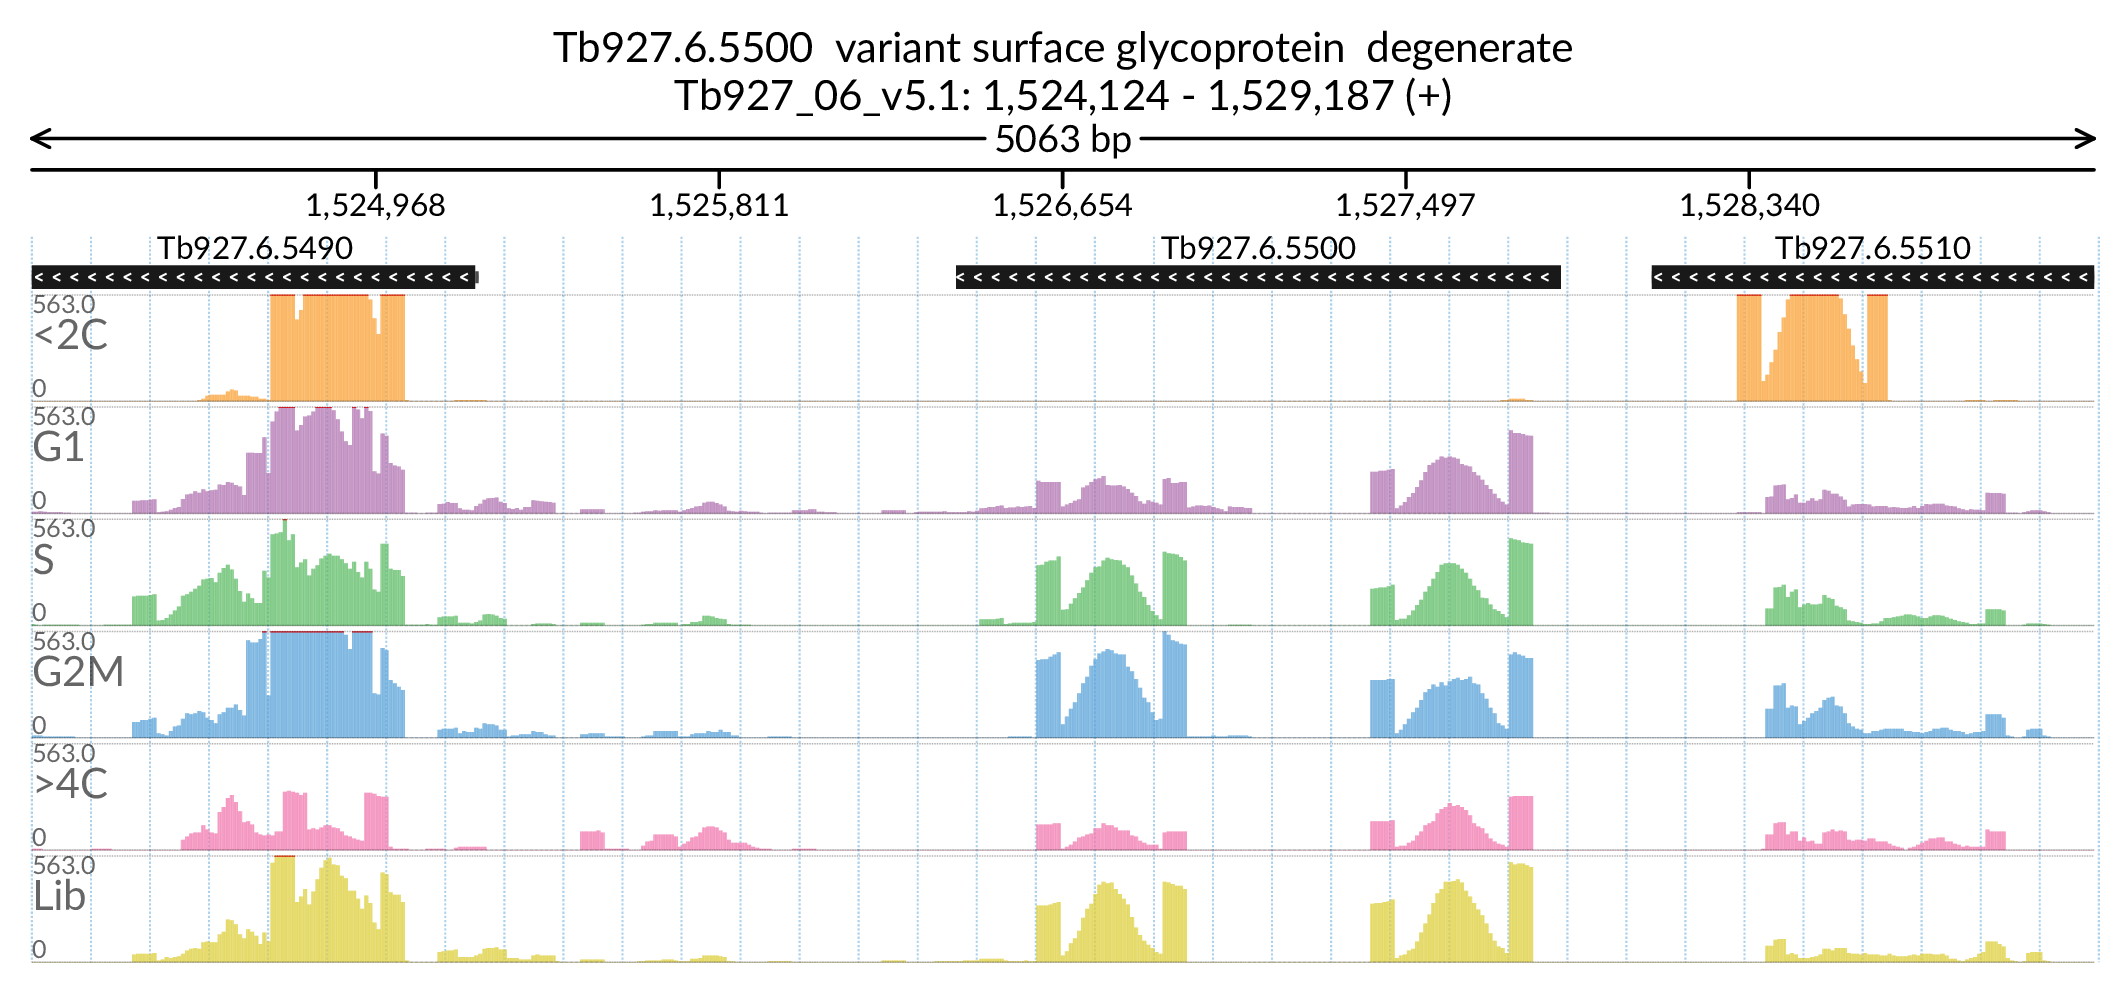 Tb927.6.5500 variant surface glycoprotein degenerate
Tb927_06_v5.1: 1,524,124 - 1,529,187 (+)
5063 bp
1,524,968 1,525,811 1,526,654 1,527,497 1,528,340
Tb927.6.5490 Tb927.6.5500 Tb927.6.5510
563.0
<2C
0
563.0
G1
0
563.0
S
0
563.0
G2M
0
563.0
>4C
0
563.0
Lib
0